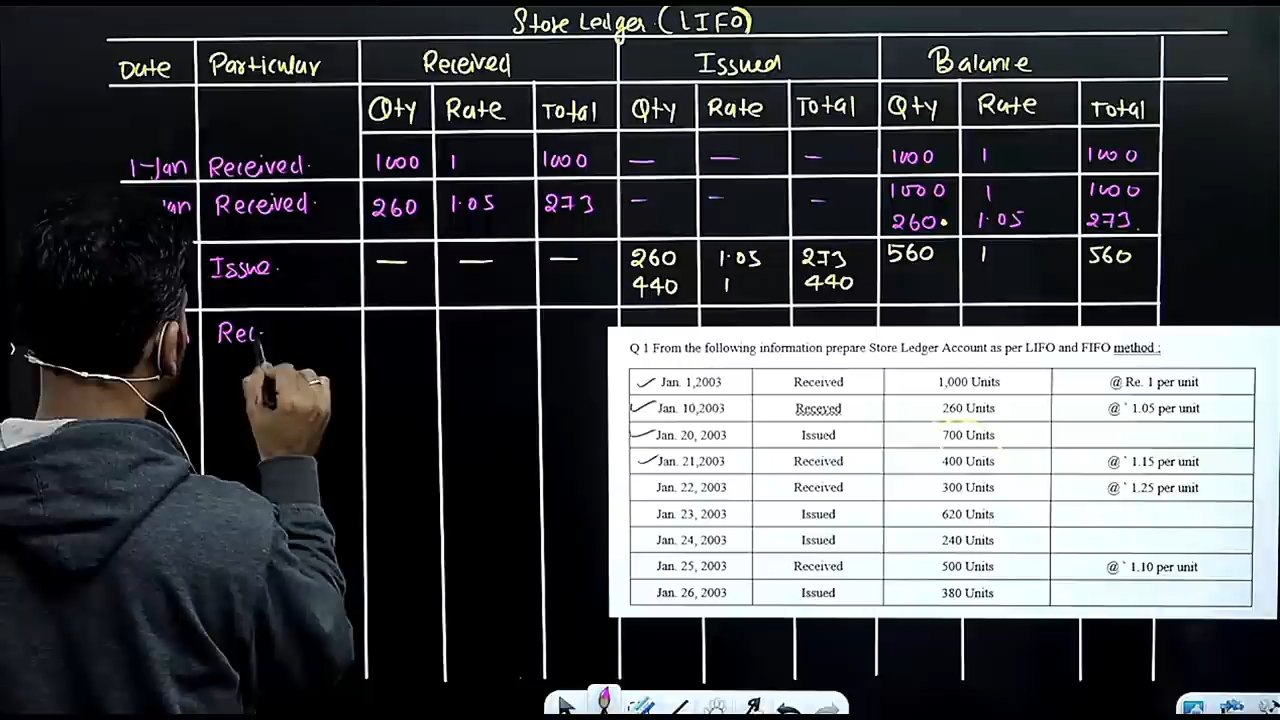 Store Ledger (LIFO)
Date Particular Received Issued Balance
Qty Rate Total Qty Rate Total Qty Rate Total
1-Jan Received. 1000 1 1000 — — — 1000 1 1000
an Received. 260 1.05 273 — — — 1000 1 1000
260. 1.05 273.
Issue. — — — 260 1.05 273 560 1 560
440 1 440
Rec.
Q 1 From the following information prepare Store Ledger Account as per LIFO and FIFO method :
Jan. 1,2003 Received 1,000 Units @ Re. 1 per unit
Jan. 10,2003 Receyed 260 Units @ ` 1.05 per unit
Jan. 20, 2003 Issued 700 Units
Jan. 21,2003 Received 400 Units @ ` 1.15 per unit
Jan. 22, 2003 Received 300 Units @ ` 1.25 per unit
Jan. 23, 2003 Issued 620 Units
Jan. 24, 2003 Issued 240 Units
Jan. 25, 2003 Received 500 Units @ ` 1.10 per unit
Jan. 26, 2003 Issued 380 Units